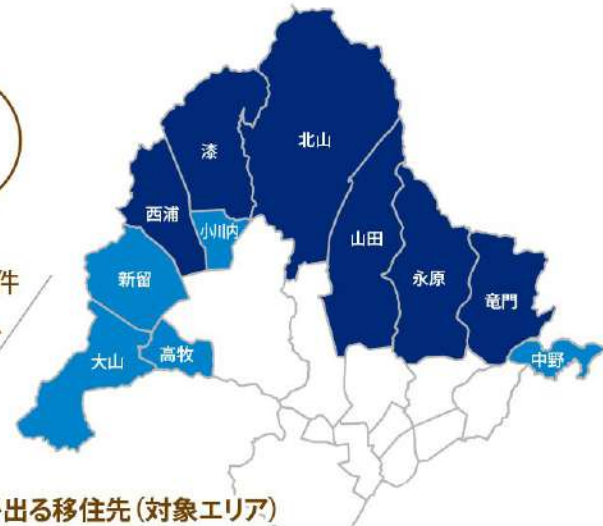 北山
漆
西浦
小川内
山田
新留
永原
竜門
大山
高牧
中野
件
出る移住先(対象エリア)